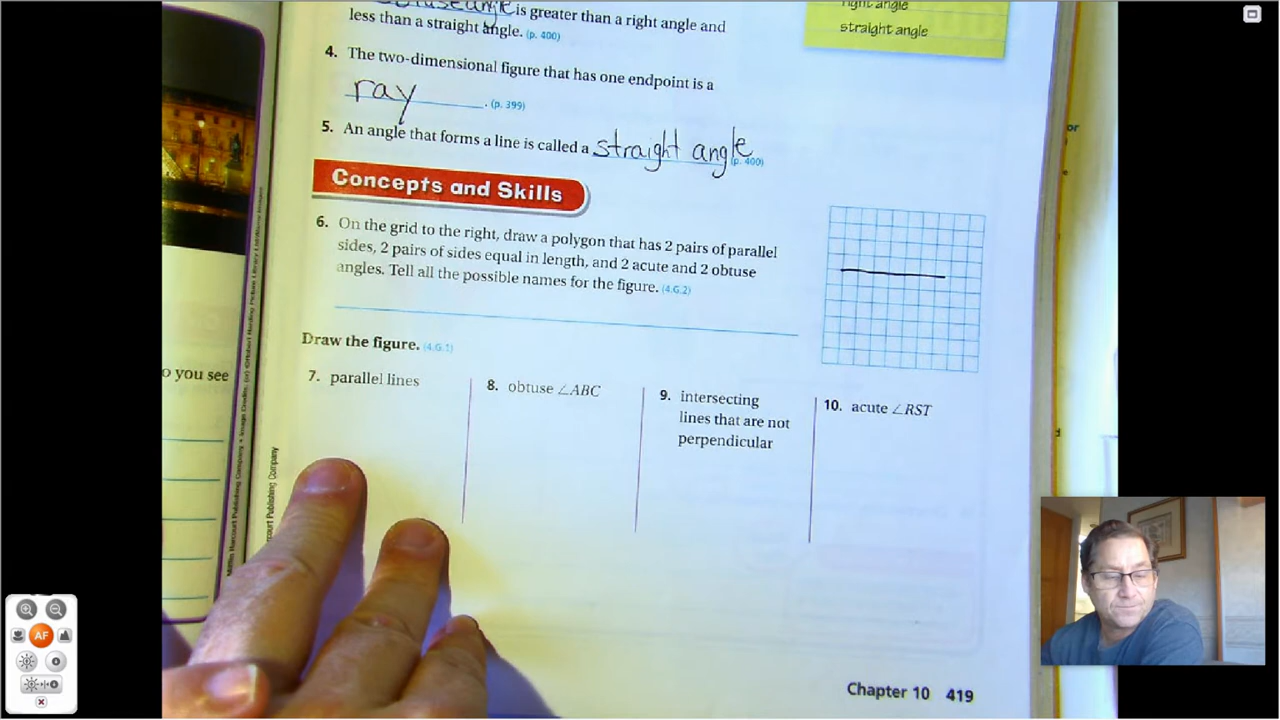 obtuse angle is greater than a right angle and
less than a straight angle. (p. 400)
right angle
straight angle
4. The two-dimensional figure that has one endpoint is a
ray. (p. 399)
5. An angle that forms a line is called a straight angle
(p. 400)
Concepts and Skills
6. On the grid to the right, draw a polygon that has 2 pairs of parallel
sides, 2 pairs of sides equal in length, and 2 acute and 2 obtuse
angles. Tell all the possible names for the figure. (4.G.2)
Draw the figure. (4.G.1)
7. parallel lines
8. obtuse ∠ABC
9. intersecting
lines that are not
perpendicular
10. acute ∠RST
o you see
or
Harcourt Publishing Company
Chapter 10 419
AF